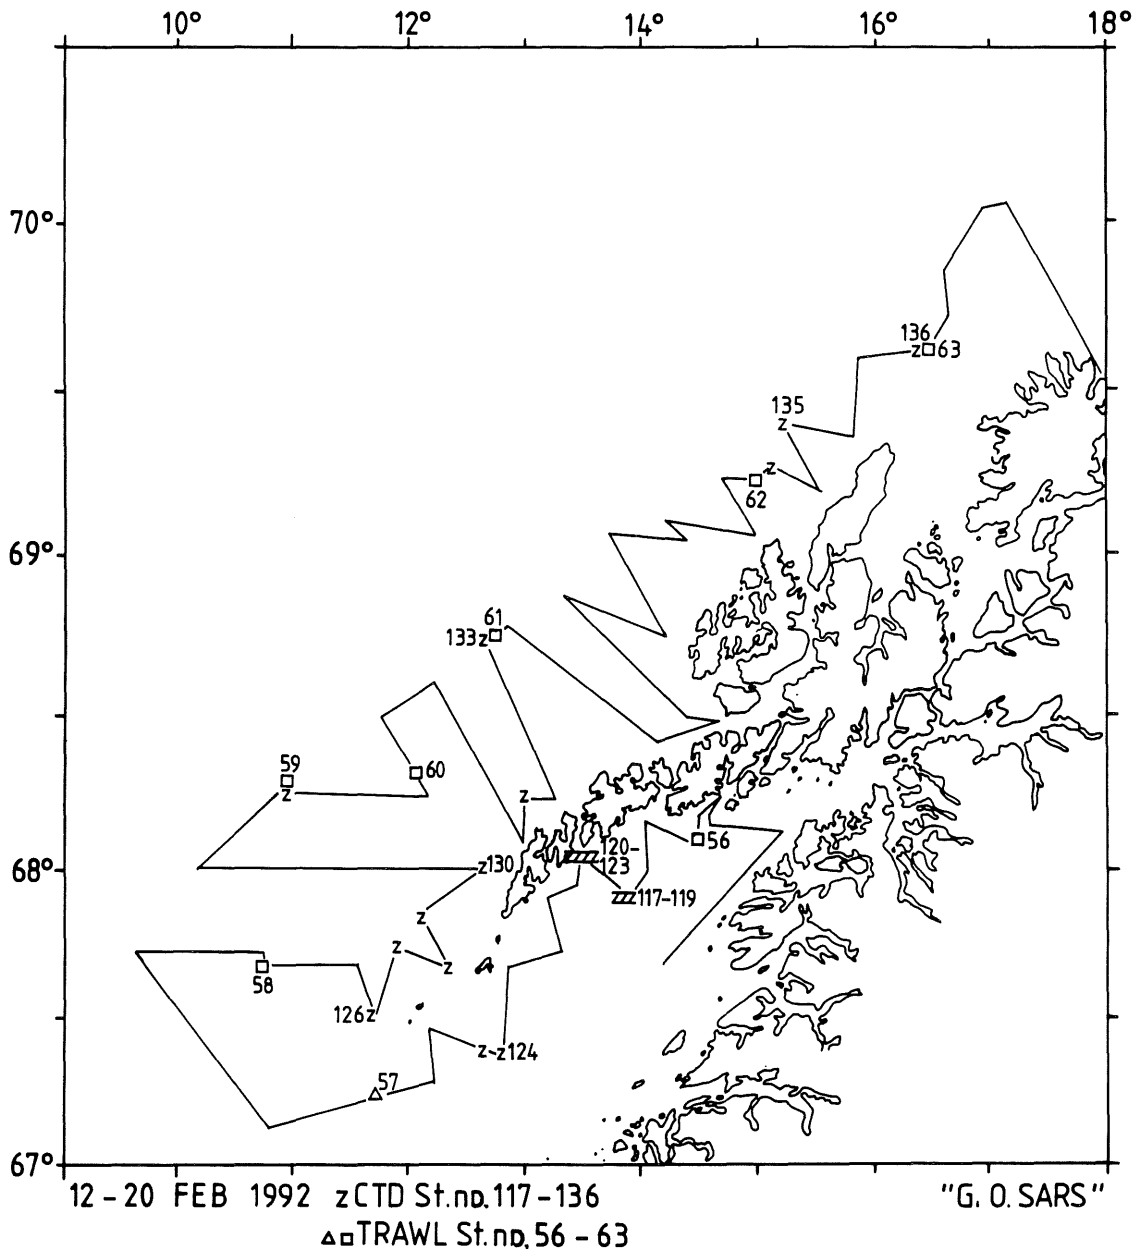 10° 12° 14° 16° 18°
70°
136
z 63
135
z
z
62
69°
61
133z
59
z
60
z
120-
123
56
68°
z130
117-119
z
z
z
58
126z
z z124
57
67°
12-20 FEB 1992 z CTD St.no.117-136 "G.O.SARS"
TRAWL St.no,56-63